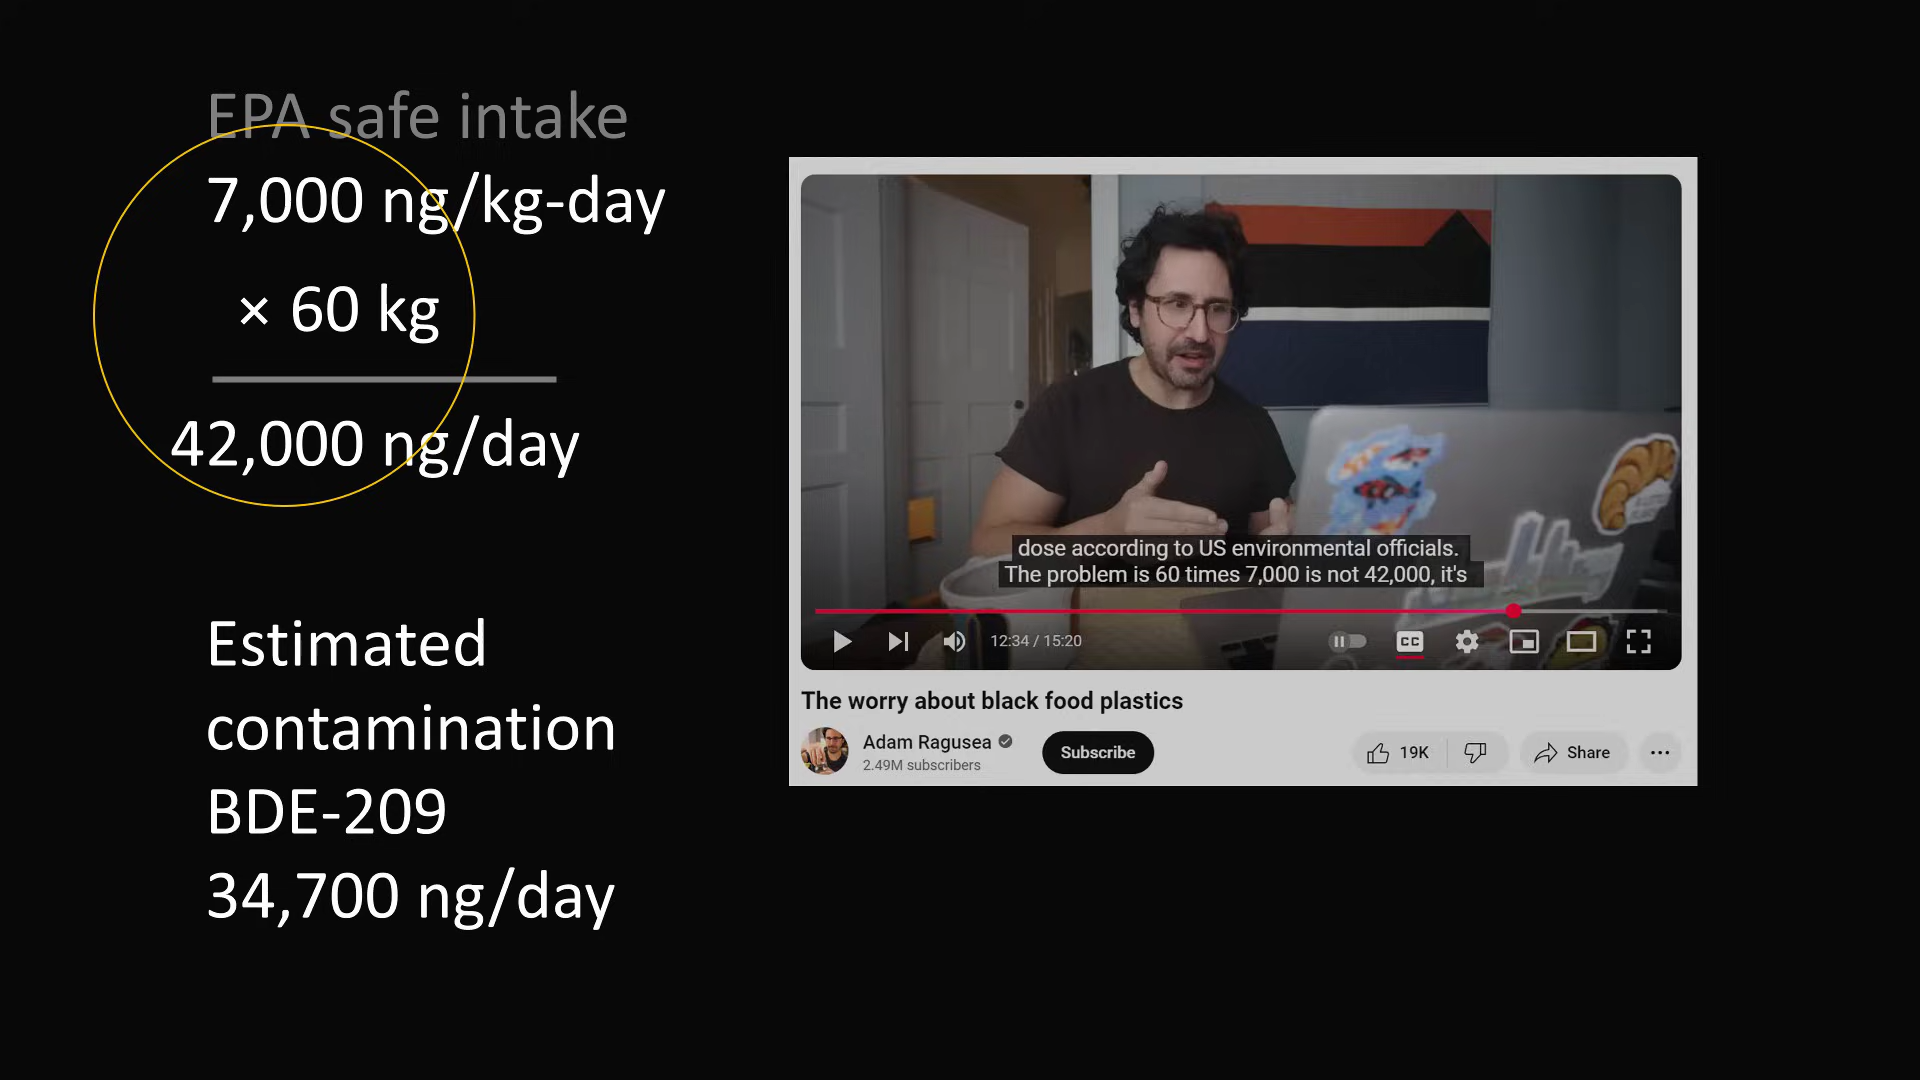 EPA safe intake
7,000 ng/kg-day
× 60 kg
42,000 ng/day
Estimated
contamination
BDE-209
34,700 ng/day
dose according to US environmental officials.
The problem is 60 times 7,000 is not 42,000, it's
12:34 / 15:20
CC
The worry about black food plastics
Adam Ragusea
2.49M subscribers
Subscribe
19K
Share